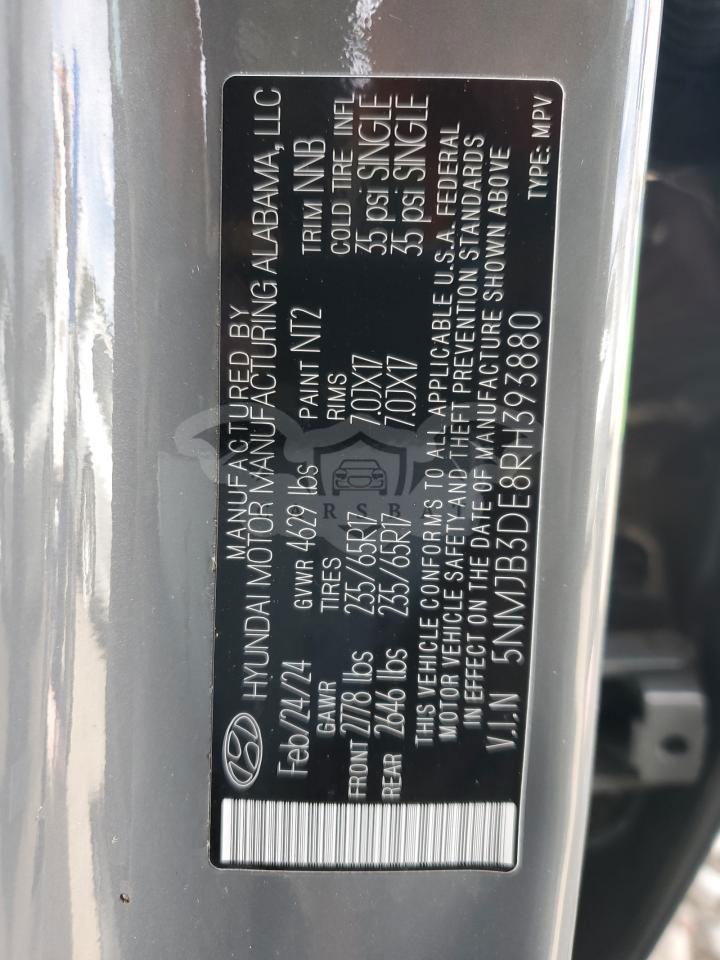 MANUFACTURED BY
HYUNDAI MOTOR MANUFACTURING ALABAMA, LLC
Feb/24/24 GVWR 4629 lbs PAINT NT2 TRIM NNB
GAWR TIRES RIMS COLD TIRE INFL
FRONT 2778 lbs 235/65R17 7.0JX17 35 psi SINGLE
REAR 2646 lbs 235/65R17 7.0JX17 35 psi SINGLE
THIS VEHICLE CONFORMS TO ALL APPLICABLE U.S.A. FEDERAL
MOTOR VEHICLE SAFETY AND THEFT PREVENTION STANDARDS
IN EFFECT ON THE DATE OF MANUFACTURE SHOWN ABOVE
V.I.N 5NMJB3DE8RH393880 TYPE: MPV